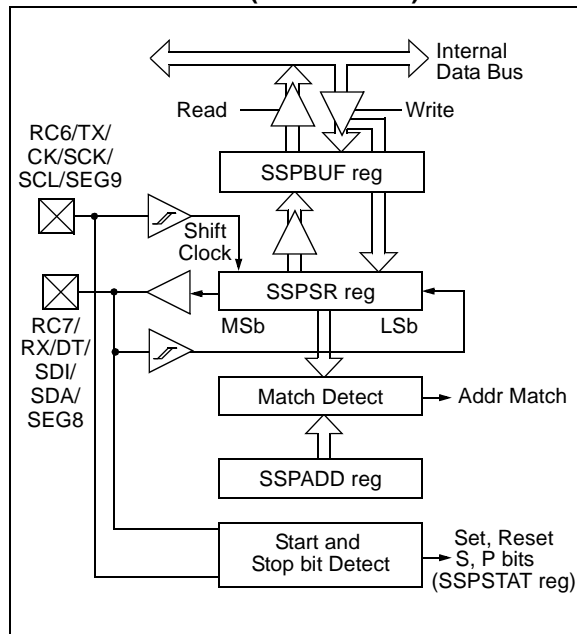 Internal
Data Bus
Read
Write
RC6/TX/
CK/SCK/
SCL/SEG9
SSPBUF reg
Shift
Clock
SSPSR reg
MSb
LSb
RC7/
RX/DT/
SDI/
SDA/
SEG8
Match Detect
Addr Match
SSPADD reg
Start and
Stop bit Detect
Set, Reset
S, P bits
(SSPSTAT reg)